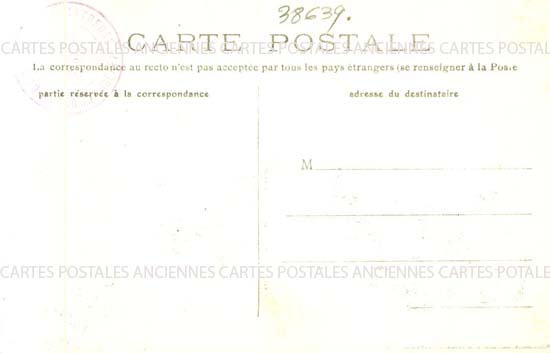 38639.
CARTE POSTALE
CARTES POSTALES ANCIENNES CARTES POSTALES ANCIENNES CARTES POSTALES
La correspondance au recto n'est pas acceptée par tous les pays étrangers (se renseigner à la Poste
partie réservée à la correspondance
adresse du destinataire
M
CARTES POSTALES ANCIENNES CARTES POSTALES ANCIENNES CARTES POTALE